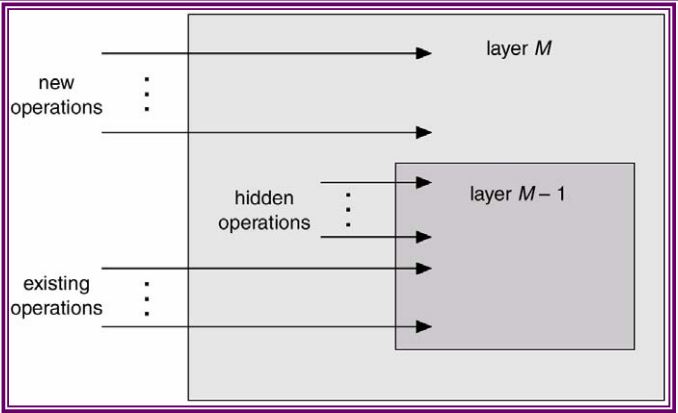 layer M
new
operations
layer M – 1
hidden
operations
existing
operations